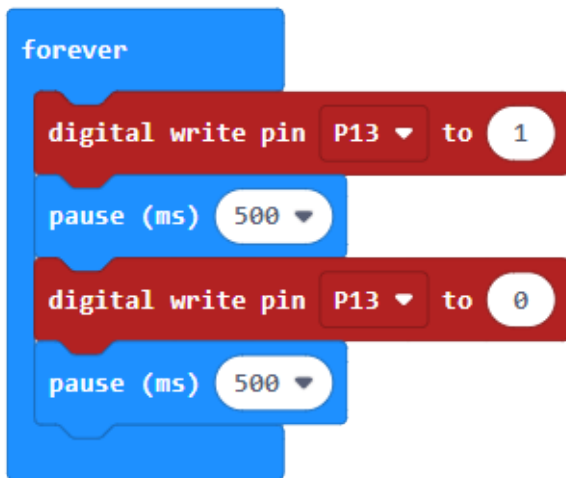 forever
digital write pin P13 to 1
pause (ms) 500
digital write pin P13 to 0
pause (ms) 500